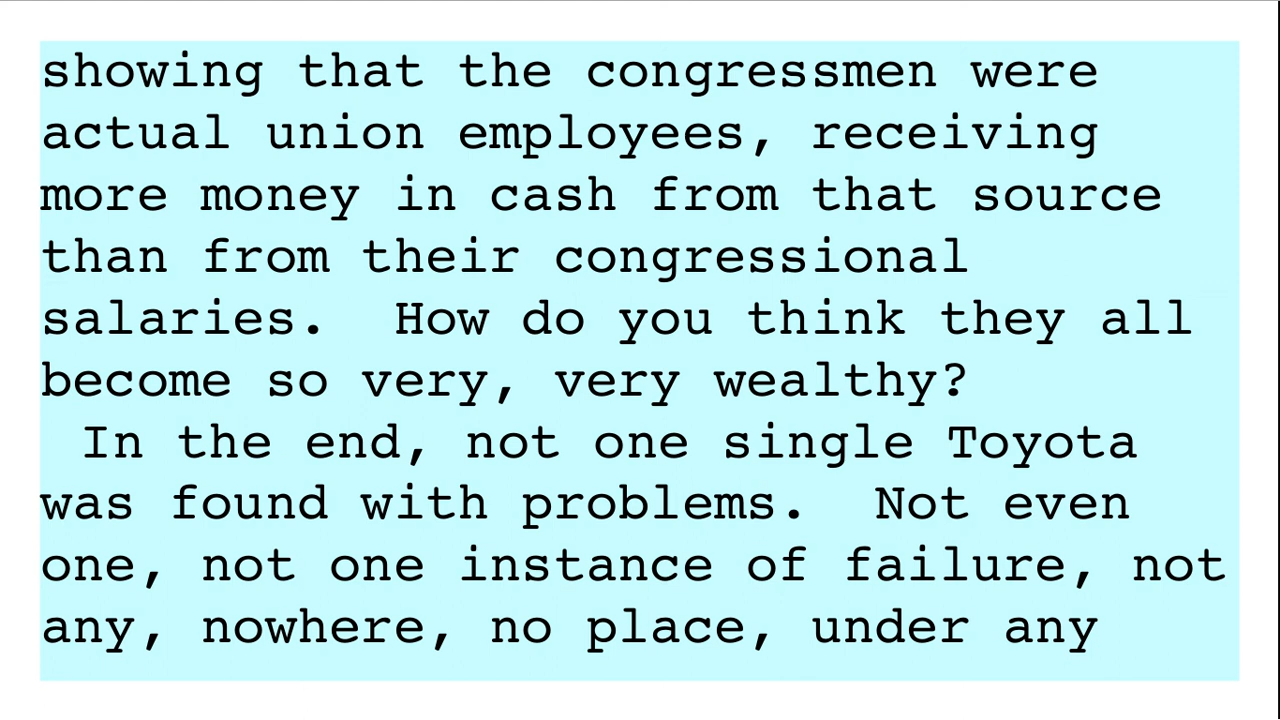 showing that the congressmen were
actual union employees, receiving
more money in cash from that source
than from their congressional
salaries.  How do you think they all
become so very, very wealthy?
In the end, not one single Toyota
was found with problems.  Not even
one, not one instance of failure, not
any, nowhere, no place, under any